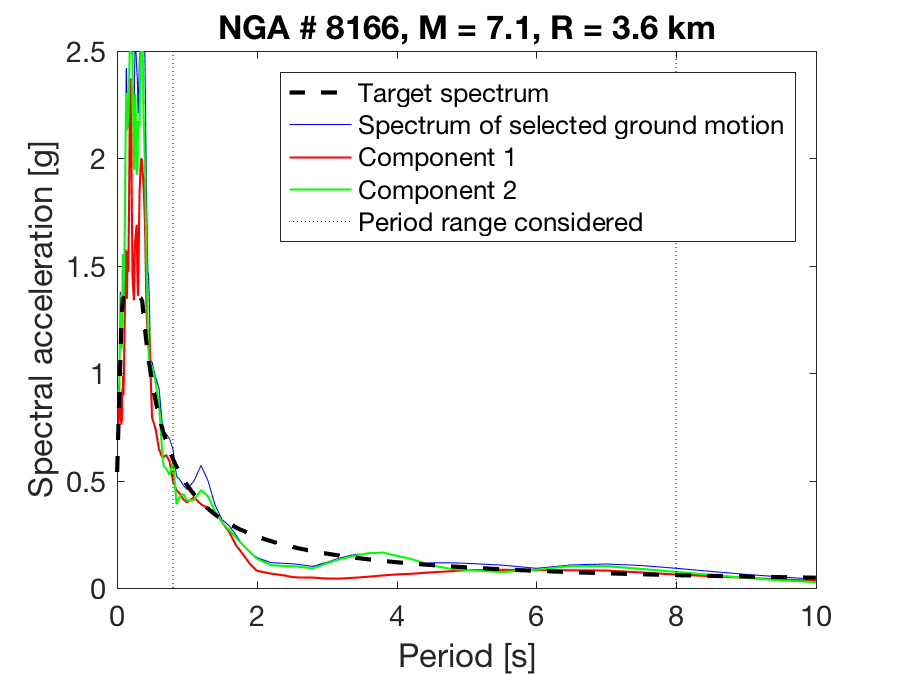 NGA # 8166, M = 7.1, R = 3.6 km
Spectral acceleration [g]
2.5
2
1.5
1
0.5
0
Target spectrum
Spectrum of selected ground motion
Component 1
Component 2
Period range considered
0 2 4 6 8 10
Period [s]